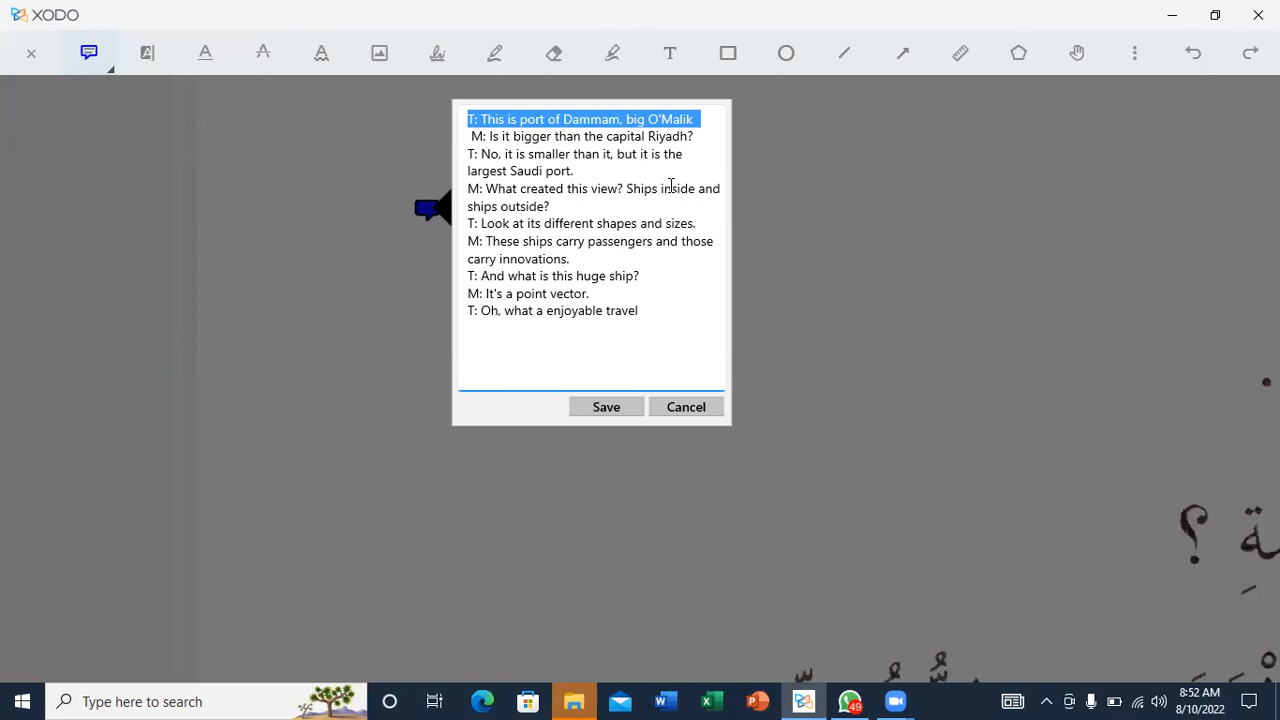 XODO
T: This is port of Dammam, big O'Malik
M: Is it bigger than the capital Riyadh?
T: No, it is smaller than it, but it is the
largest Saudi port.
M: What created this view? Ships inside and
ships outside?
T: Look at its different shapes and sizes.
M: These ships carry passengers and those
carry innovations.
T: And what is this huge ship?
M: It's a point vector.
T: Oh, what a enjoyable travel
Save Cancel
Type here to search
49
8:52 AM
8/10/2022